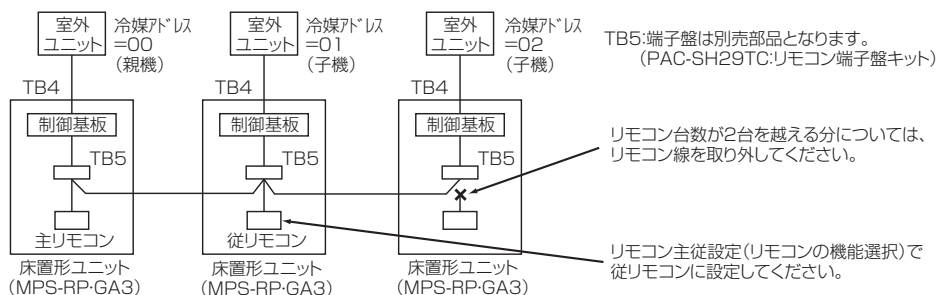 室外
ユニット
冷媒アドレス
=00
(親機)
室外
ユニット
冷媒アドレス
=01
(子機)
室外
ユニット
冷媒アドレス
=02
(子機)
TB5:端子盤は別売部品となります。
(PAC-SH29TC:リモコン端子盤キット)
TB4
TB4
TB4
制御基板
制御基板
制御基板
TB5
TB5
TB5
リモコン台数が2台を越える分については、
リモコン線を取り外してください。
主リモコン
従リモコン
リモコン主従設定(リモコンの機能選択)で
従リモコンに設定してください。
床置形ユニット
(MPS-RP·GA3)
床置形ユニット
(MPS-RP·GA3)
床置形ユニット
(MPS-RP·GA3)